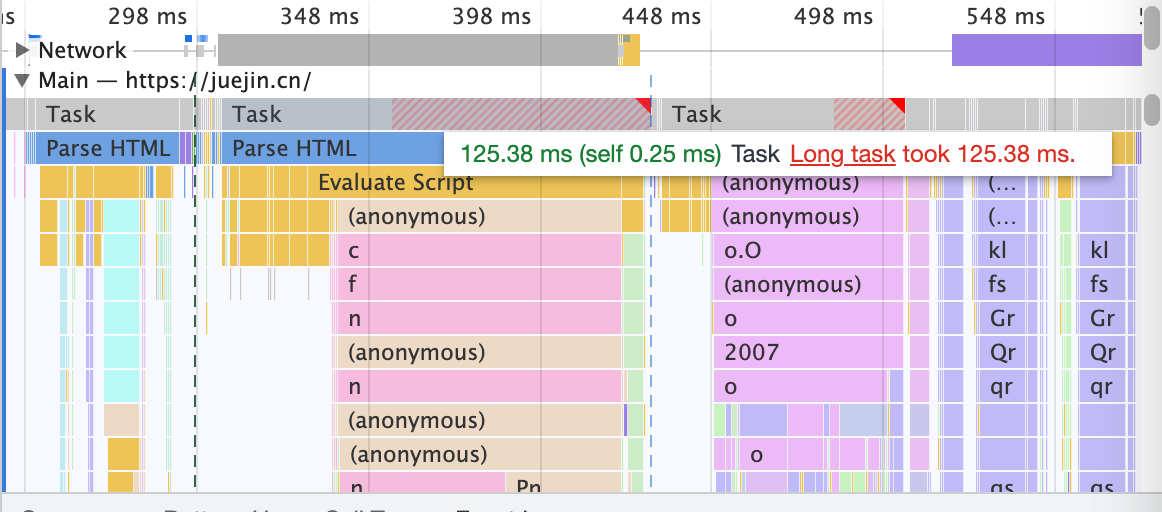 298 ms 348 ms 398 ms 448 ms 498 ms 548 ms
Network
Main — https://juejin.cn/
Task Task Task
Parse HTML Parse HTML
125.38 ms (self 0.25 ms) Task Long task took 125.38 ms.
Evaluate Script (anonymous) (...
(anonymous) (anonymous) (...
c o.O kl kl
f (anonymous) fs fs
n o Gr Gr
(anonymous) 2007 Qr Qr
n o qr qr
(anonymous)
(anonymous) o
n Pn qs qs